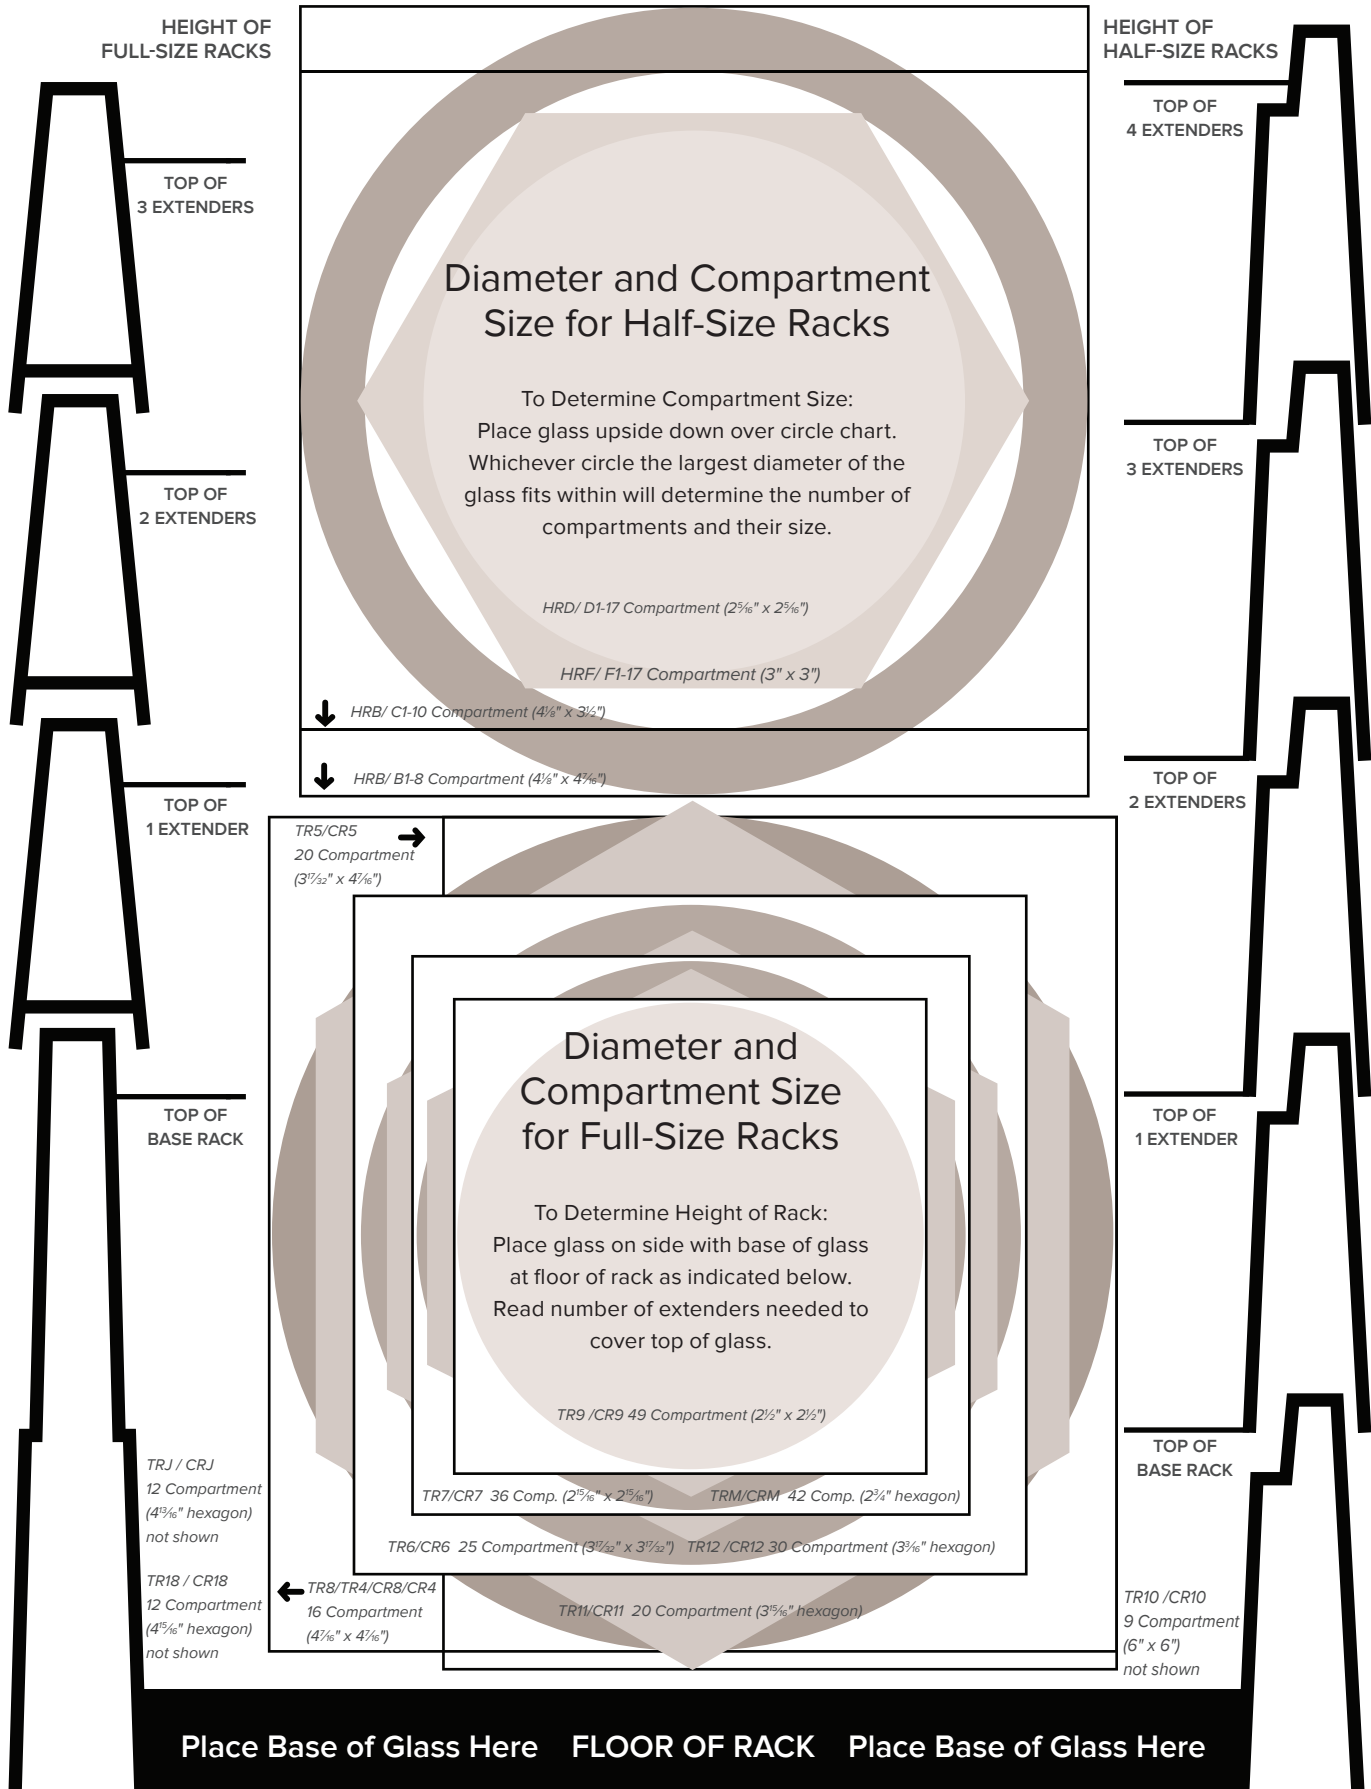 HEIGHT OF
FULL-SIZE RACKS
HEIGHT OF
HALF-SIZE RACKS
TOP OF
3 EXTENDERS
TOP OF
2 EXTENDERS
TOP OF
1 EXTENDER
TOP OF
BASE RACK
TOP OF
4 EXTENDERS
TOP OF
3 EXTENDERS
TOP OF
2 EXTENDERS
TOP OF
1 EXTENDER
TOP OF
BASE RACK
Diameter and Compartment
Size for Half-Size Racks
To Determine Compartment Size:
Place glass upside down over circle chart.
Whichever circle the largest diameter of the
glass fits within will determine the number of
compartments and their size.
HRD/ D1-17 Compartment (2⁵⁄₁₆" x 2⁵⁄₁₆")
HRF/ F1-17 Compartment (3" x 3")
HRB/ C1-10 Compartment (4⅛" x 3½")
HRB/ B1-8 Compartment (4⅛" x 4⁷⁄₁₆")
TR5/CR5
20 Compartment
(3¹⁷⁄₃₂" x 4⁷⁄₁₆")
Diameter and
Compartment Size
for Full-Size Racks
To Determine Height of Rack:
Place glass on side with base of glass
at floor of rack as indicated below.
Read number of extenders needed to
cover top of glass.
TR9 /CR9 49 Compartment (2½" x 2½")
TR7/CR7 36 Comp. (2¹⁵⁄₁₆" x 2¹⁵⁄₁₆")
TRM/CRM 42 Comp. (2¾" hexagon)
TR6/CR6 25 Compartment (3¹⁷⁄₃₂" x 3¹⁷⁄₃₂")
TR12 /CR12 30 Compartment (3³⁄₁₆" hexagon)
TR11/CR11 20 Compartment (3¹⁵⁄₁₆" hexagon)
TRJ / CRJ
12 Compartment
(4¹³⁄₁₆" hexagon)
not shown
TR18 / CR18
12 Compartment
(4¹⁵⁄₁₆" hexagon)
not shown
TR8/TR4/CR8/CR4
16 Compartment
(4⁷⁄₁₆" x 4⁷⁄₁₆")
TR10 /CR10
9 Compartment
(6" x 6")
not shown
Place Base of Glass Here FLOOR OF RACK Place Base of Glass Here